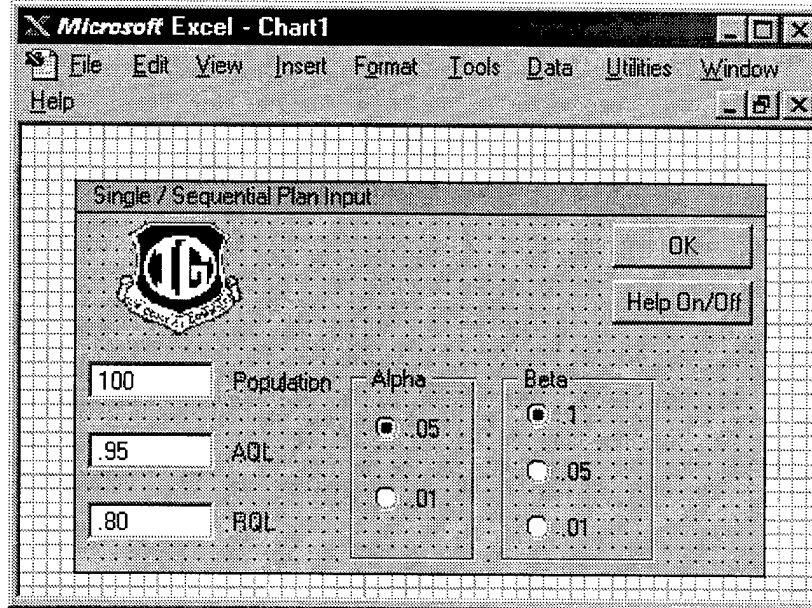 Microsoft Excel - Chart1
File Edit View Insert Format Tools Data Utilities Window
Help
Single / Sequential Plan Input
OK
Help On/Off
100 Population
.95 AQL
.80 RQL
Alpha
.05
.01
Beta
.1
.05
.01